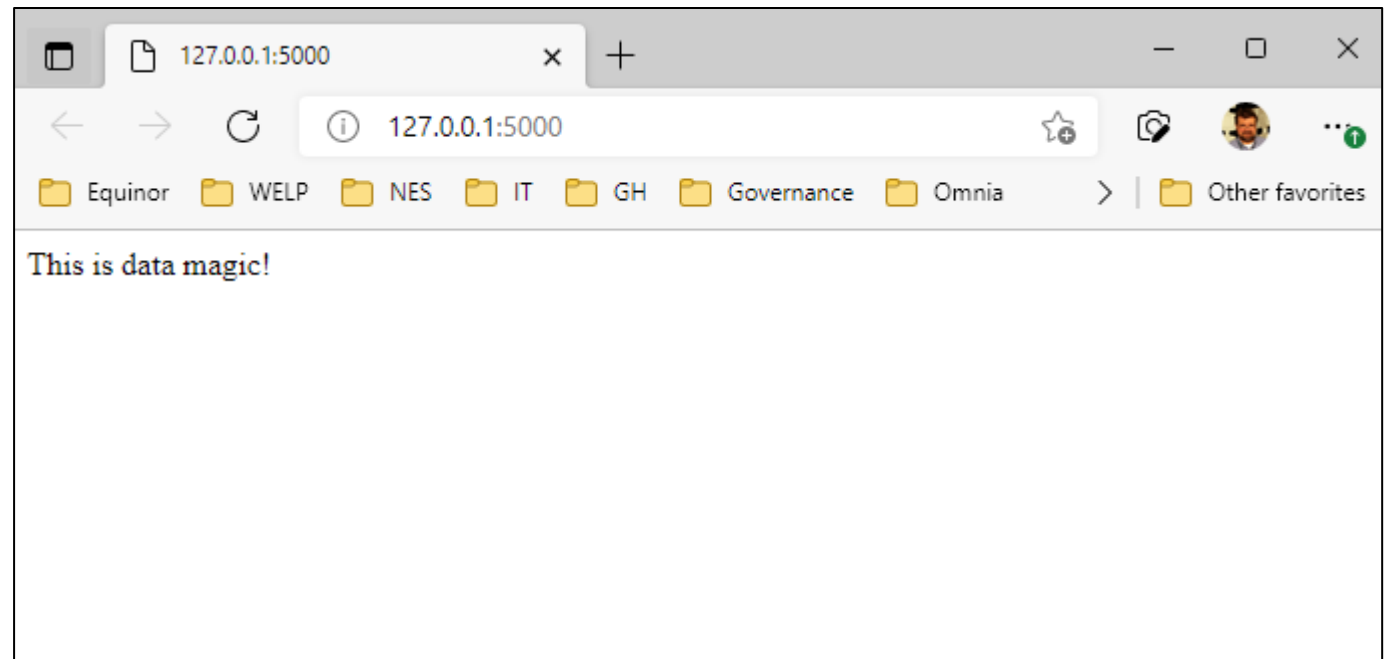 127.0.0.1:5000
127.0.0.1:5000
Equinor WELP NES IT GH Governance Omnia Other favorites
This is data magic!